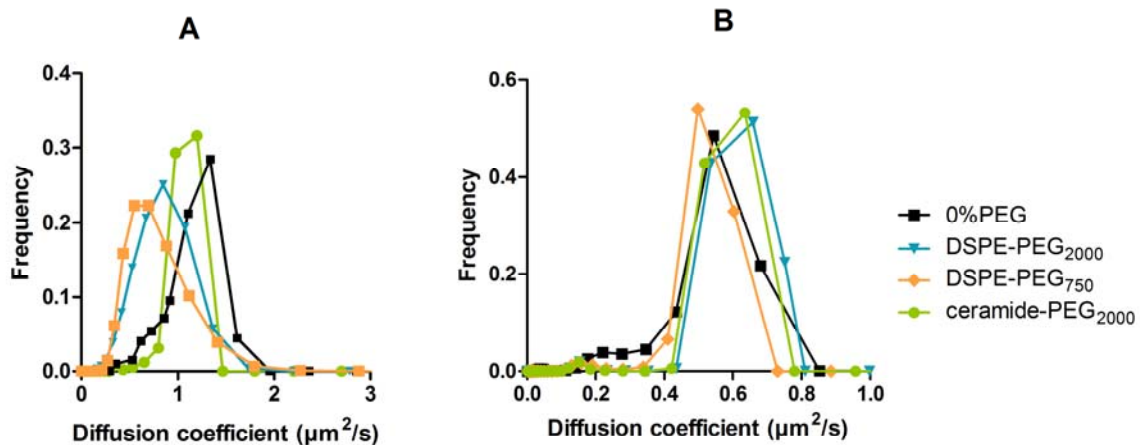 A
B
Frequency
0.4
0.3
0.2
0.1
0.0
0
1
2
3
Diffusion coefficient (µm²/s)
Frequency
0.6
0.4
0.2
0.0
0.0
0.2
0.4
0.6
0.8
1.0
Diffusion coefficient (µm²/s)
0%PEG
DSPE-PEG₂₀₀₀
DSPE-PEG₇₅₀
ceramide-PEG₂₀₀₀